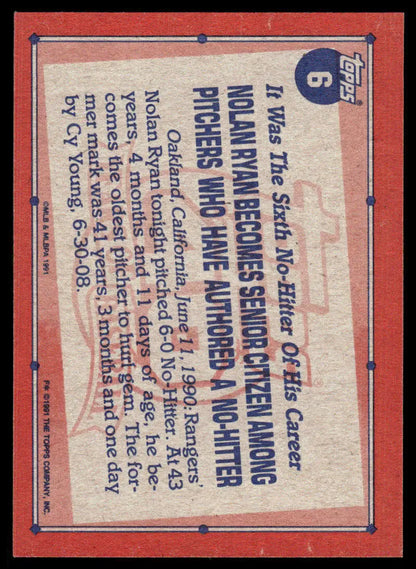 topps®
6
It Was The Sixth No-Hitter Of His Career
NOLAN RYAN BECOMES SENIOR CITIZEN AMONG
PITCHERS WHO HAVE AUTHORED A NO-HITTER
Oakland, California, June 11, 1990: Rangers'
Nolan Ryan tonight pitched 6-0 No-Hitter. At 43
years, 4 months and 11 days of age, he be-
comes the oldest pitcher to hurl gem. The for-
mer mark was 41 years, 3 months and one day
by Cy Young, 6-30-08.
©MLB & MLBPA 1991
F* ©1991 THE TOPPS COMPANY, INC.